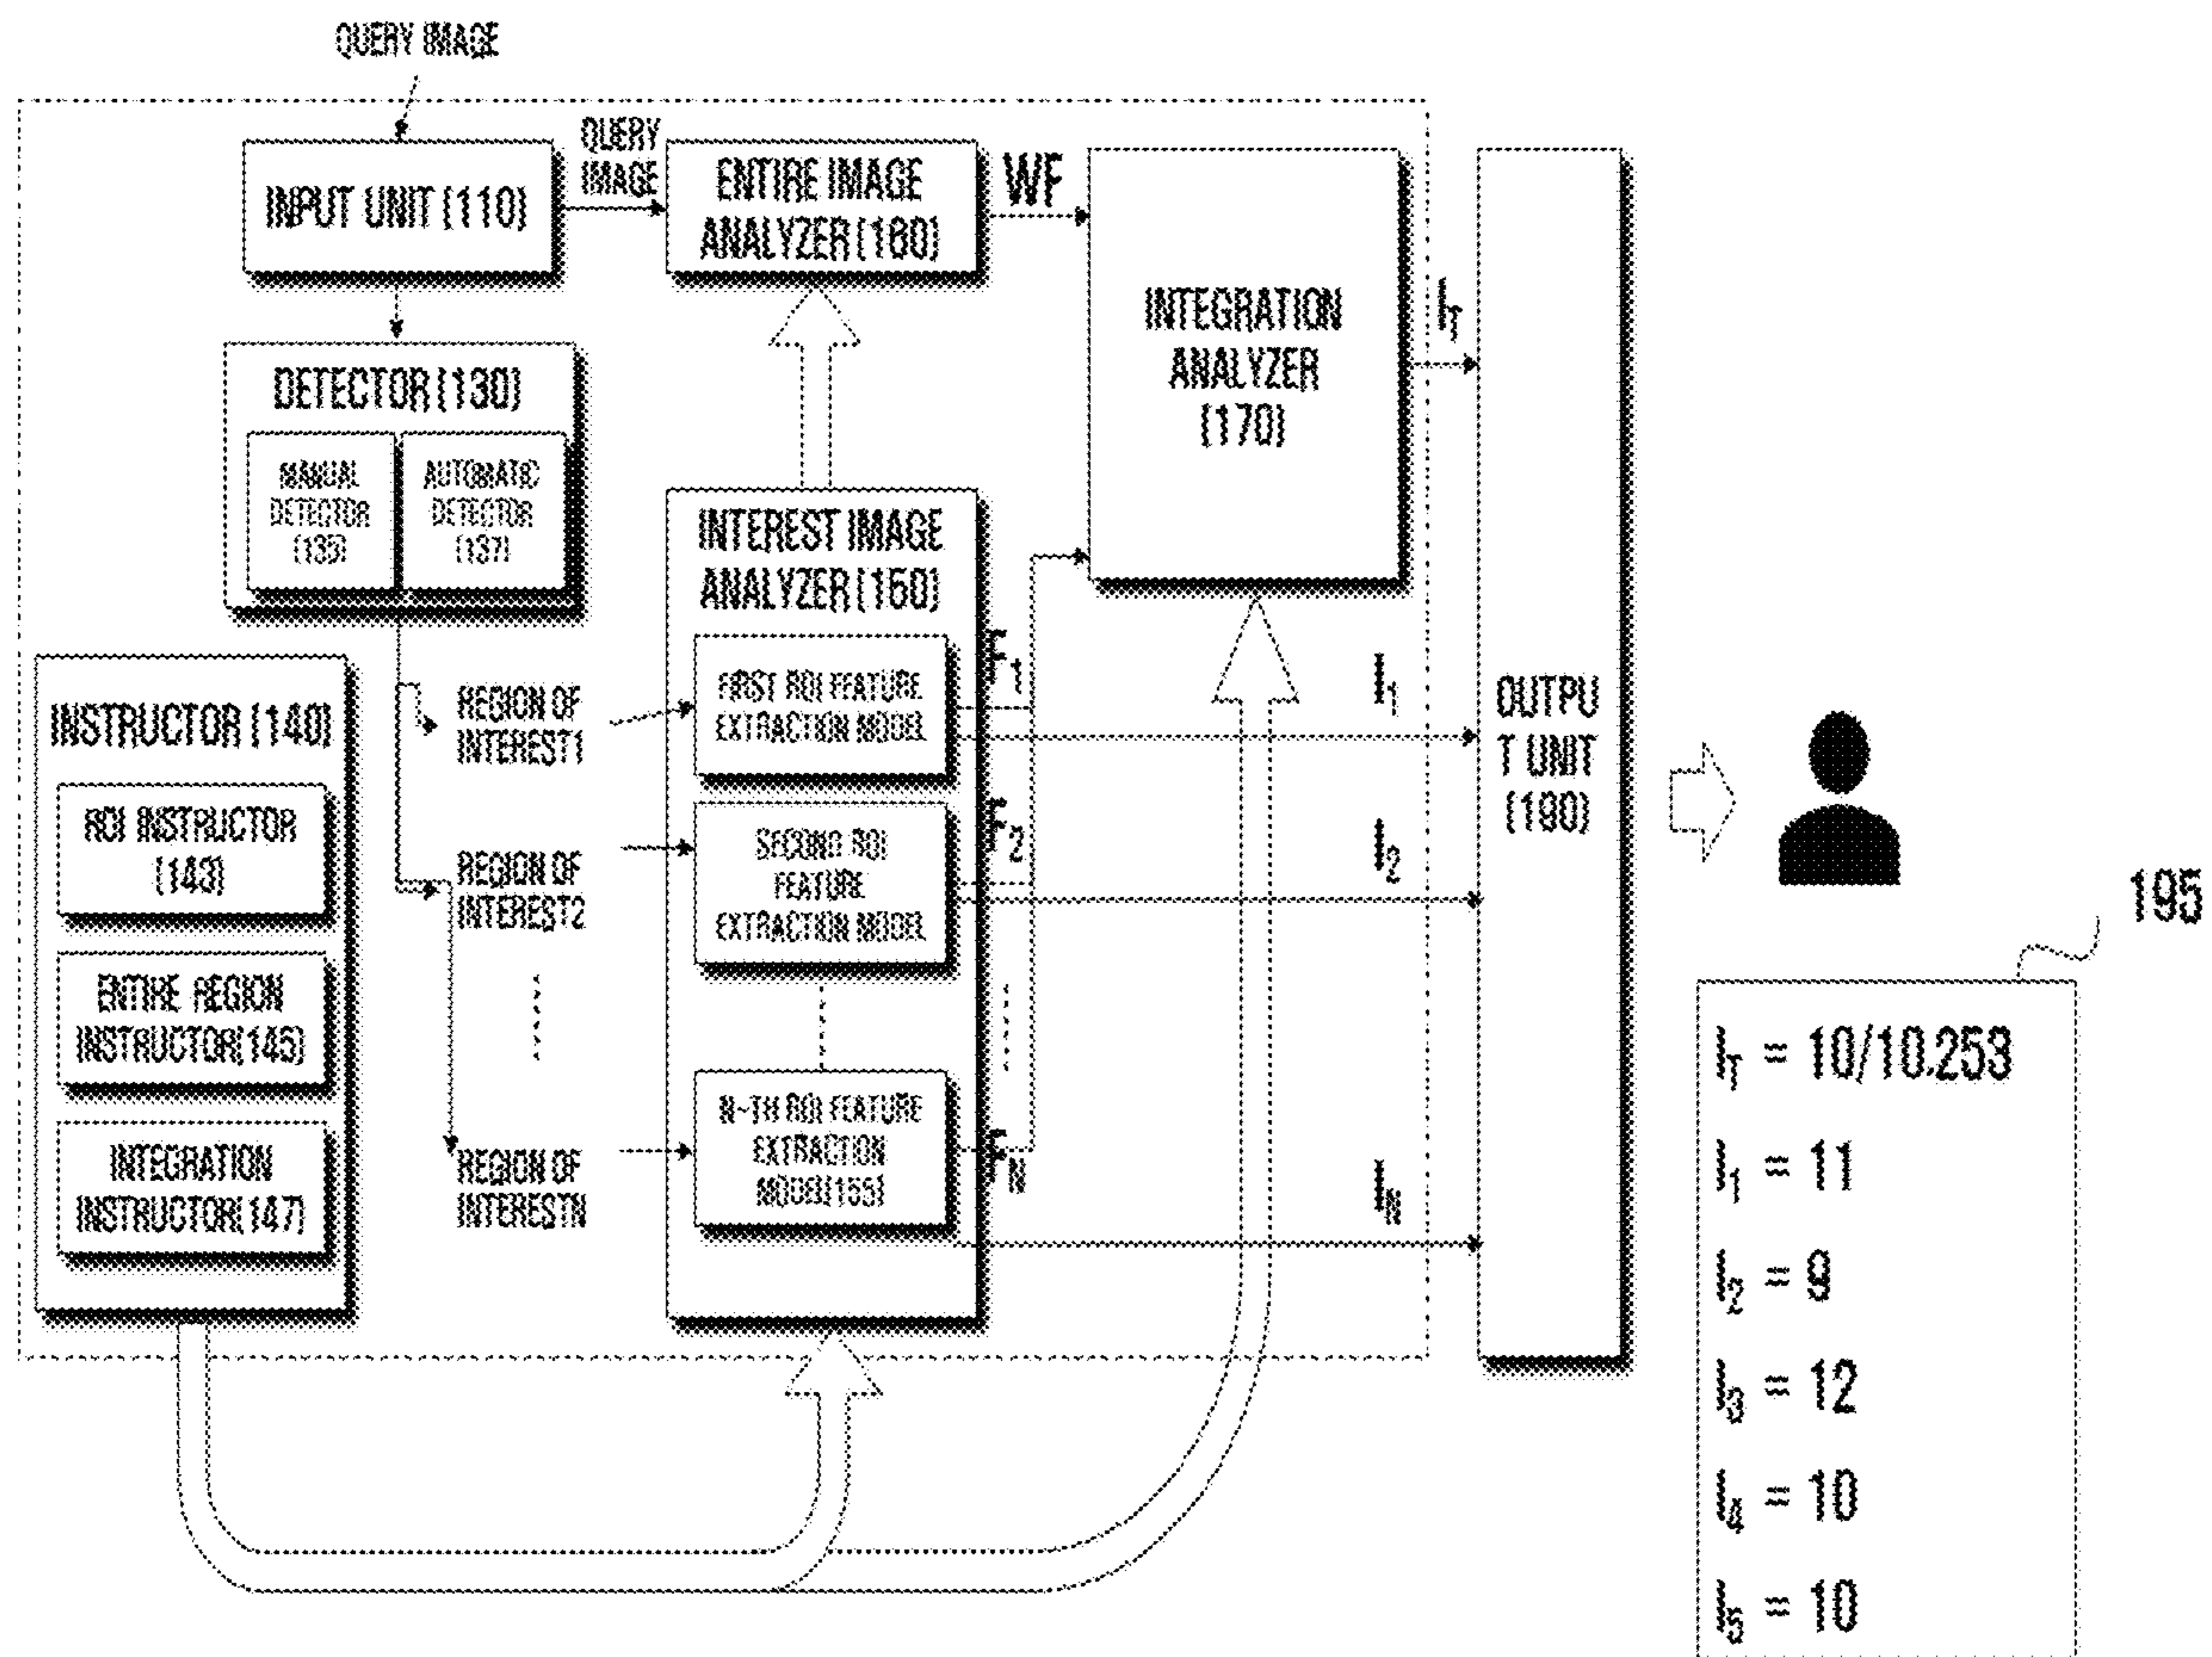 QUERY IMAGE
INPUT UNIT (110)
QUERY
IMAGE
ENTIRE IMAGE
ANALYZER (160)
WF
INTEGRATION
ANALYZER
(170)
I_T
DETECTOR (130)
MANUAL
DETECTOR
(135)
AUTOMATIC
DETECTOR
(137)
INTEREST IMAGE
ANALYZER (150)
FIRST ROI FEATURE
EXTRACTION MODEL
SECOND ROI
FEATURE
EXTRACTION MODEL
N-TH ROI FEATURE
EXTRACTION
MODEL(155)
REGION OF
INTEREST1
REGION OF
INTEREST2
REGION OF
INTERESTN
F1
F2
FN
I1
I2
IN
INSTRUCTOR (140)
ROI INSTRUCTOR
(143)
ENTIRE REGION
INSTRUCTOR(145)
INTEGRATION
INSTRUCTOR(147)
OUTPU
T UNIT
(190)
195
I_T = 10/10.253
I1 = 11
I2 = 9
I3 = 12
I4 = 10
I5 = 10